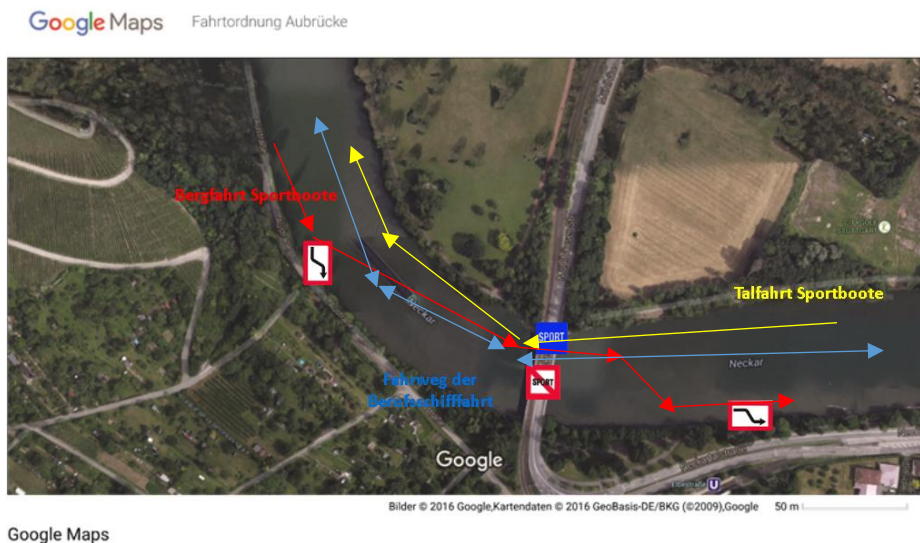 Google Maps
Fahrtordnung Aubrücke
Bergfahrt Sportboote
Talfahrt Sportboote
SPORT
Neckar
Neckar
SPORT
Fahrweg der
Berufsschifffahrt
Google
Elbestraße U
Bilder © 2016 Google,Kartendaten © 2016 GeoBasis-DE/BKG (©2009),Google 50 m
Google Maps